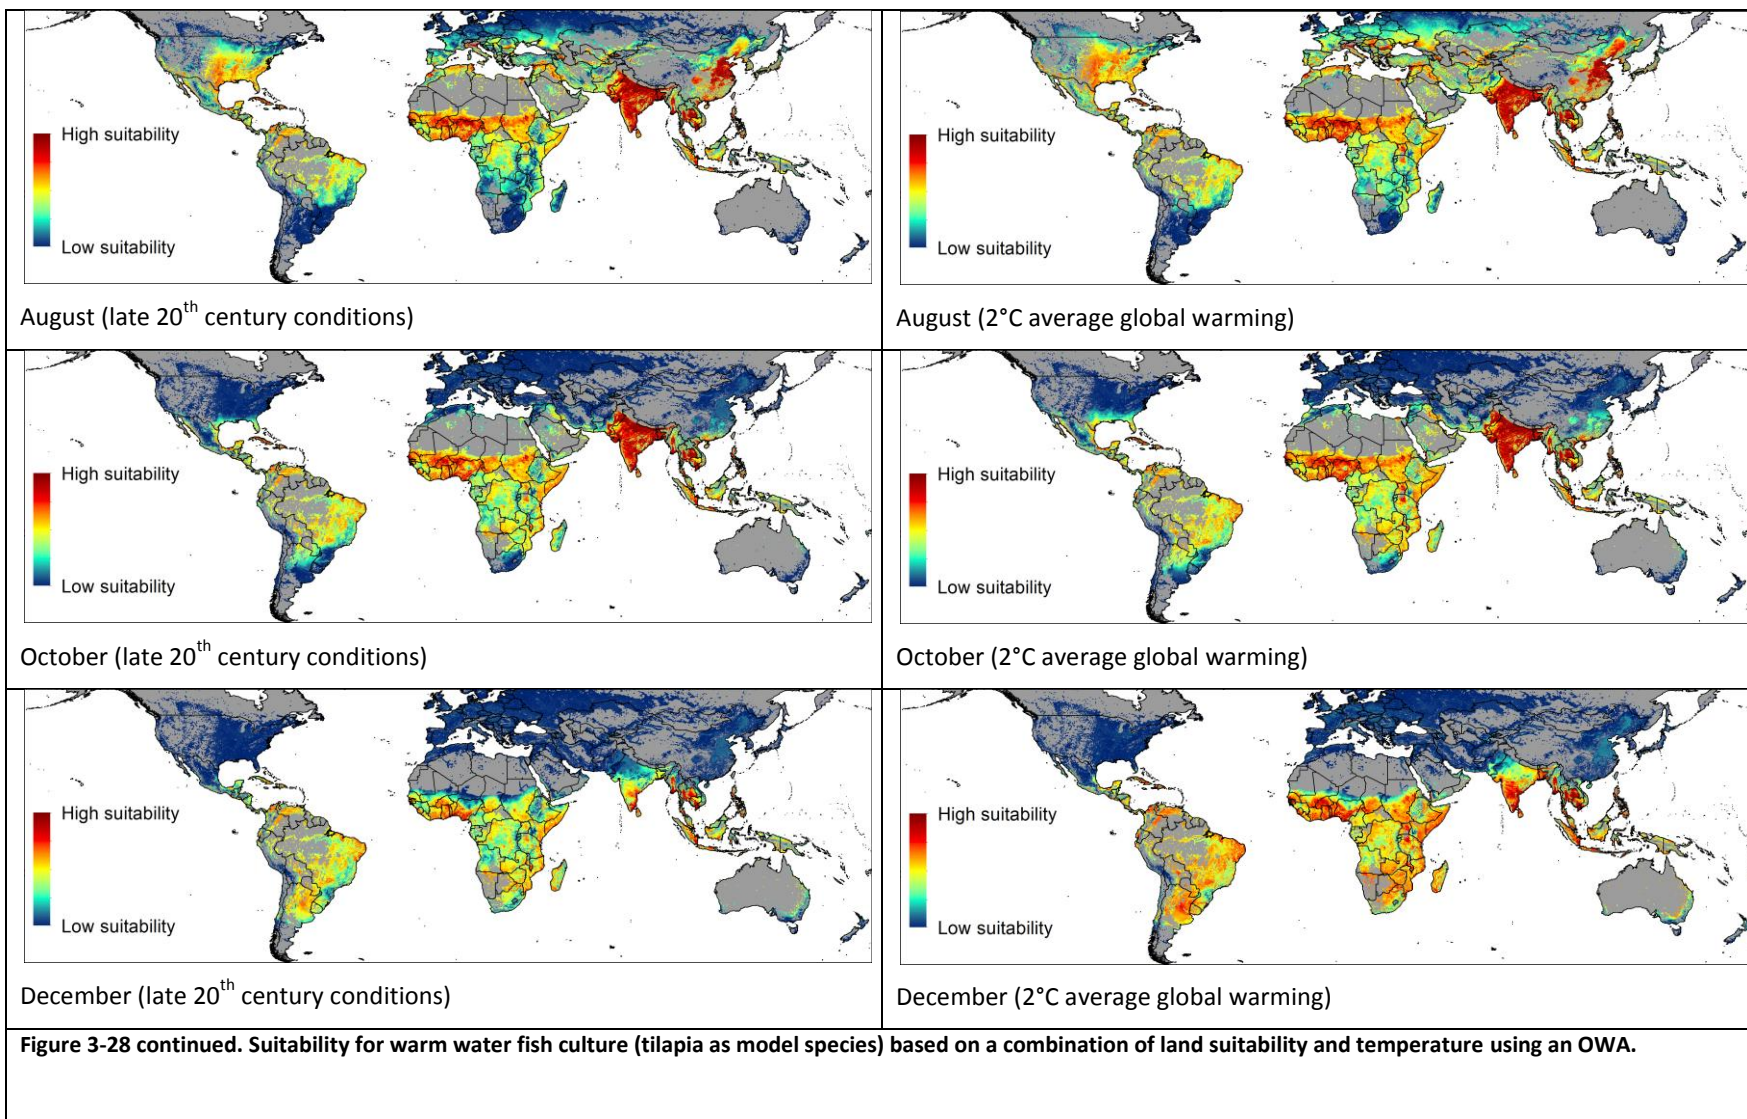 High suitability
High suitability
Low suitability
Low suitability
August (late 20th century conditions)
August (2°C average global warming)
High suitability
High suitability
Low suitability
Low suitability
October (late 20th century conditions)
October (2°C average global warming)
High suitability
High suitability
Low suitability
Low suitability
December (late 20th century conditions)
December (2°C average global warming)
Figure 3-28 continued. Suitability for warm water fish culture (tilapia as model species) based on a combination of land suitability and temperature using an OWA.